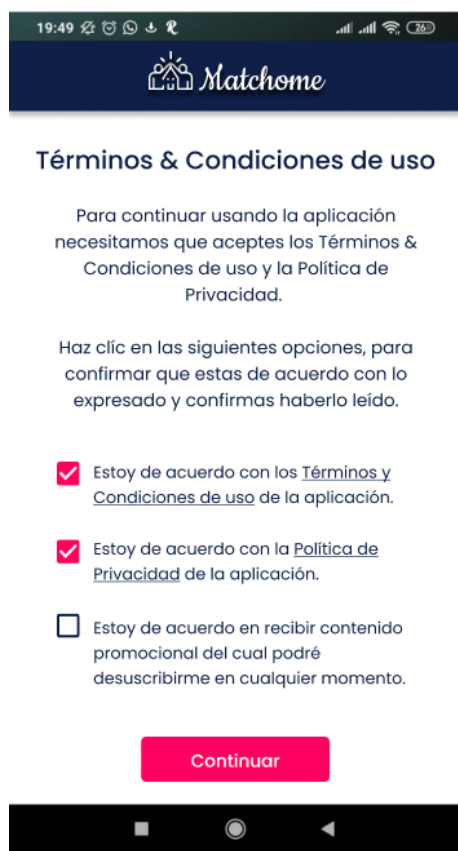 19:49
26
Matchome
Términos & Condiciones de uso
Para continuar usando la aplicación
necesitamos que aceptes los Términos &
Condiciones de uso y la Política de
Privacidad.
Haz clíc en las siguientes opciones, para
confirmar que estas de acuerdo con lo
expresado y confirmas haberlo leído.
Estoy de acuerdo con los Términos y
Condiciones de uso de la aplicación.
Estoy de acuerdo con la Política de
Privacidad de la aplicación.
Estoy de acuerdo en recibir contenido
promocional del cual podré
desuscribirme en cualquier momento.
Continuar